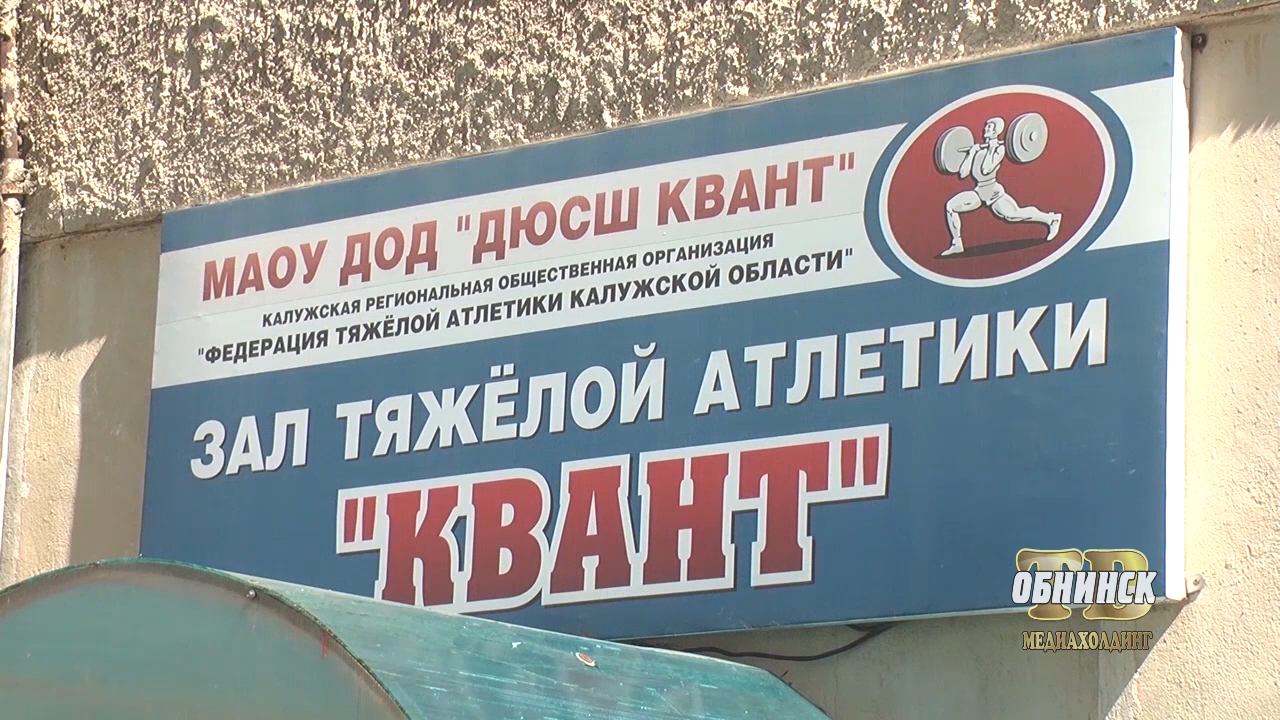 МАОУ ДОД "ДЮСШ КВАНТ"
КАЛУЖСКАЯ РЕГИОНАЛЬНАЯ ОБЩЕСТВЕННАЯ ОРГАНИЗАЦИЯ
"ФЕДЕРАЦИЯ ТЯЖЁЛОЙ АТЛЕТИКИ КАЛУЖСКОЙ ОБЛАСТИ"
ЗАЛ ТЯЖЁЛОЙ АТЛЕТИКИ
"КВАНТ"
ТВ
ОБНИНСК
МЕДИАХОЛДИНГ